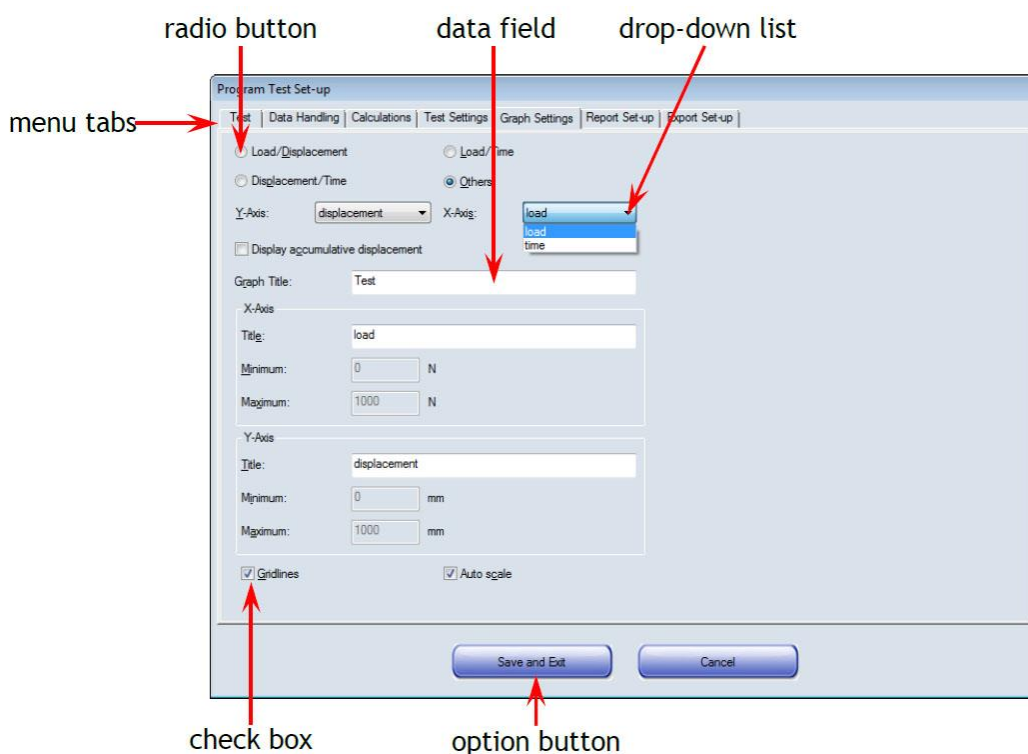 radio button data field drop-down list
Program Test Set-up
menu tabs
Test Data Handling Calculations Test Settings Graph Settings Report Set-up Export Set-up
Load/Displacement Load/Time
Displacement/Time Others
Y-Axis: displacement X-Axis: load
load
time
Display accumulative displacement
Graph Title: Test
X-Axis
Title: load
Minimum: 0 N
Maximum: 1000 N
Y-Axis
Title: displacement
Minimum: 0 mm
Maximum: 1000 mm
Gridlines Auto scale
Save and Exit Cancel
check box option button